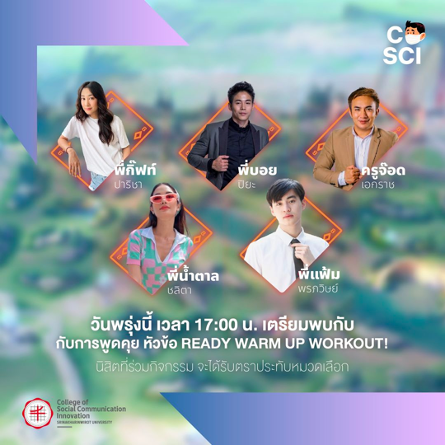 CO
SCI
พี่กิ๊ฟท์
ปาริชา
พี่บอย
ปิยะ
ครูจ๊อด
เอกราช
พี่น้ำตาล
ชลิตา
พี่แฟ้ม
พรภวิษย์
วันพรุ่งนี้ เวลา 17:00 น. เตรียมพบกับ
กับการพูดคุย หัวข้อ READY WARM UP WORKOUT!
นิสิตที่ร่วมกิจกรรม จะได้รับตราประทับหมวดเลือก
College of
Social Communication
Innovation
SRINAKHARINWIROT UNIVERSITY